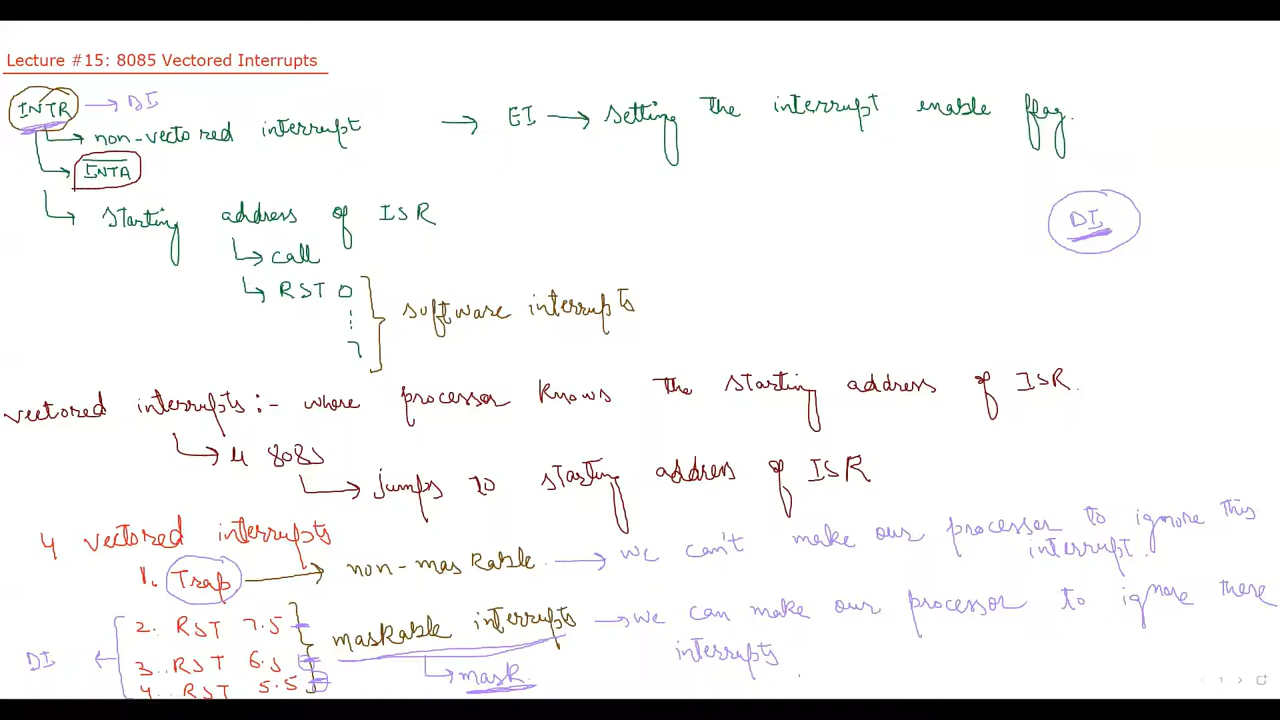 Lecture #15: 8085 Vectored Interrupts
INTR → DI
→ non-vectored interrupt → EI → setting the interrupt enable flag.
→ INTA
→ starting address of ISR
DI
→ call
→ RST 0
⋮
7
} software interrupts
vectored interrupts :- where processor knows the starting address of ISR.
→ 4 8085
→ jumps to starting address of ISR
4 vectored interrupts
1. Trap → non-maskable. → we can't make our processor to ignore this
interrupt.
2. RST 7.5
3. RST 6.5
4. RST 5.5
DI ←
} maskable interrupts → we can make our processor to ignore there
interrupts
→ mask.